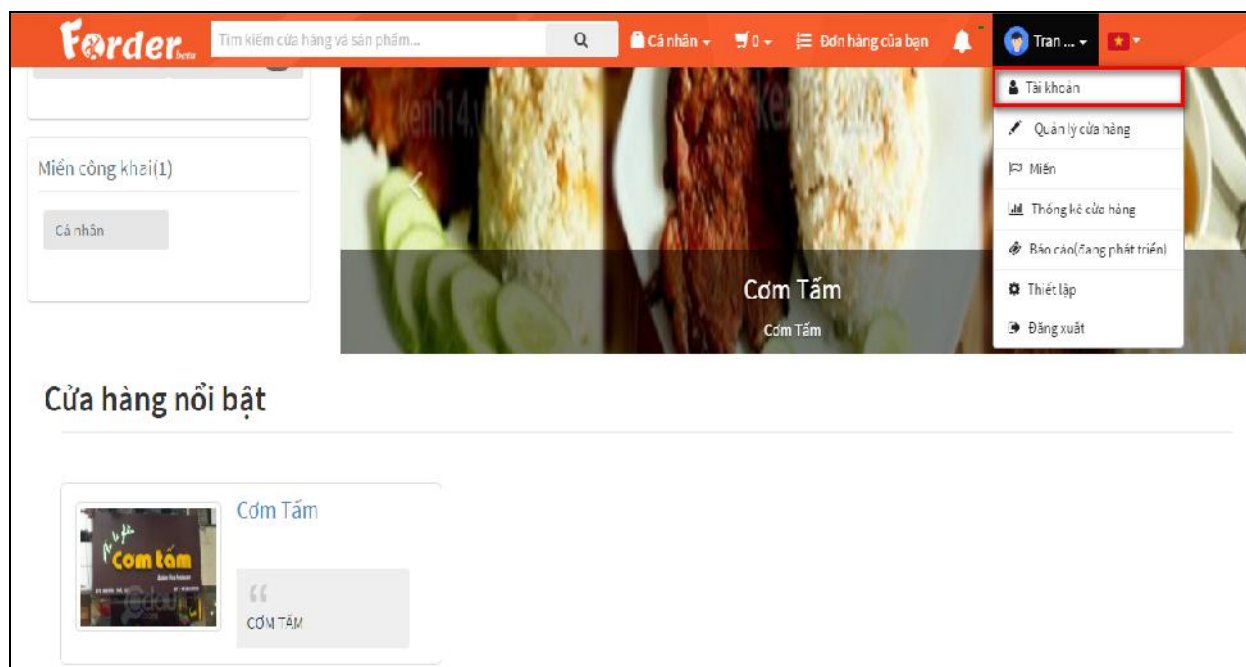 Forder beta
Tìm kiếm cửa hàng và sản phẩm...
Cá nhân
0
Đơn hàng của bạn
Tran ...
Tài khoản
Quản lý cửa hàng
Miền
Thống kê cửa hàng
Báo cáo(đang phát triển)
Thiết lập
Đăng xuất
Miền công khai(1)
Cá nhân
kenh14.v
Cơm Tấm
Cơm Tấm
Cửa hàng nổi bật
Cơm Tấm
Cơm tấm
“
CƠM TẤM